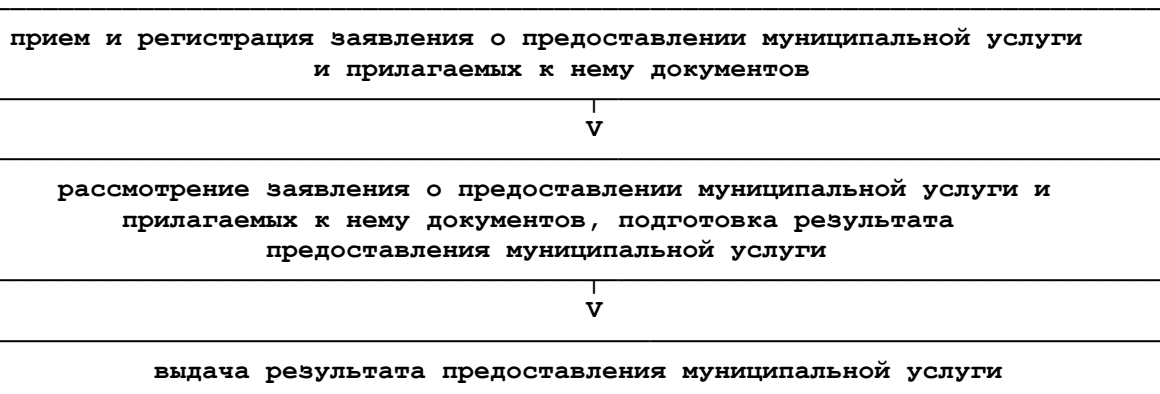 прием и регистрация заявления о предоставлении муниципальной услуги
и прилагаемых к нему документов
V
рассмотрение заявления о предоставлении муниципальной услуги и
прилагаемых к нему документов, подготовка результата
предоставления муниципальной услуги
V
выдача результата предоставления муниципальной услуги